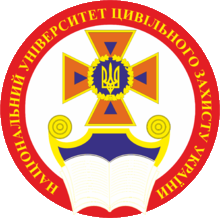 НАЦІОНАЛЬНИЙ УНІВЕРСИТЕТ ЦИВІЛЬНОГО ЗАХИСТУ УКРАЇНИ